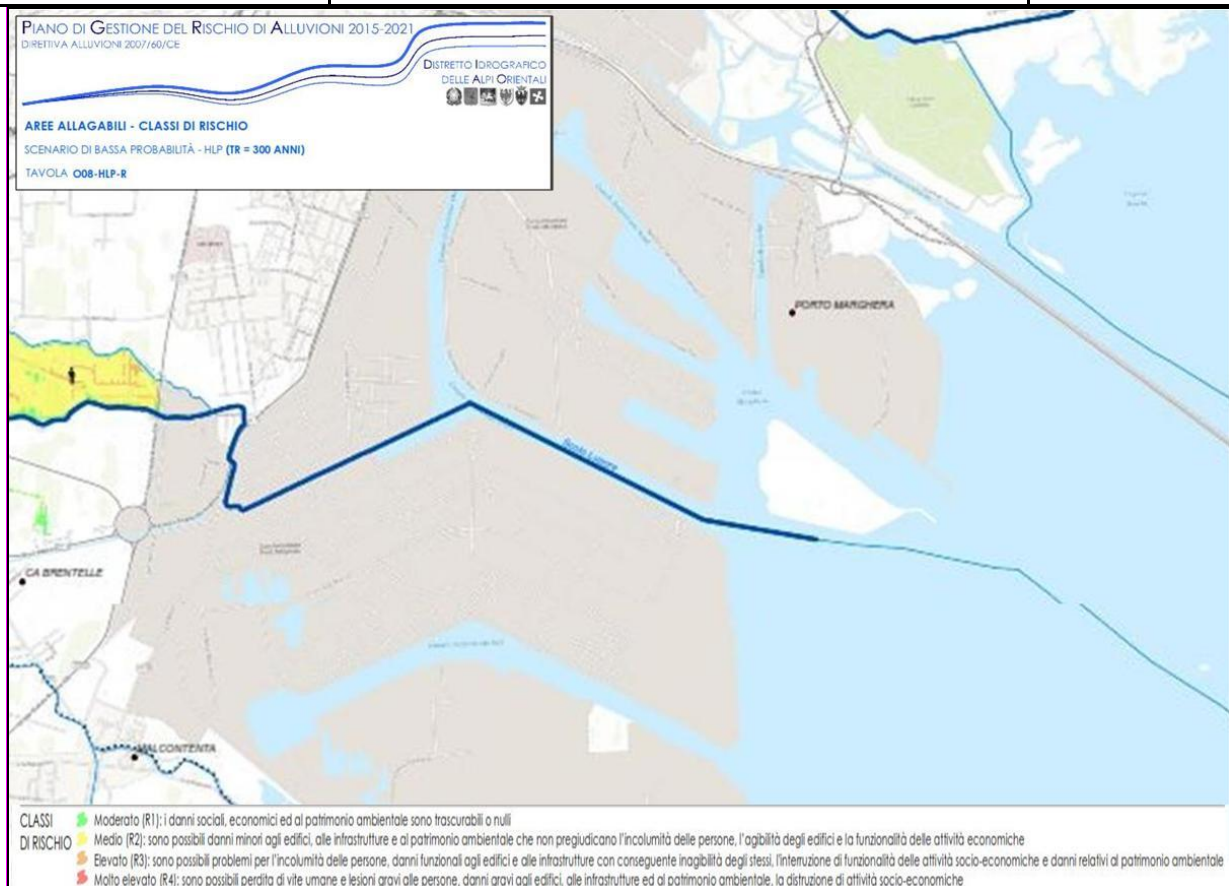 PIANO DI GESTIONE DEL RISCHIO DI ALLUVIONI 2015-2021
DIRETTIVA ALLUVIONI 2007/60/CE
DISTRETTO IDROGRAFICO
DELLE ALPI ORIENTALI
AREE ALLAGABILI - CLASSI DI RISCHIO
SCENARIO DI BASSA PROBABILITÀ - HLP (TR = 300 ANNI)
TAVOLA O08-HLP-R
PORTO MARGHERA
CA BRENTELLE
MALCONTENTA
CLASSI
DI RISCHIO
Moderato (R1): i danni sociali, economici ed al patrimonio ambientale sono trascurabili o nulli
Medio (R2): sono possibili danni minori agli edifici, alle infrastrutture e al patrimonio ambientale che non pregiudicano l'incolumità delle persone, l'agibilità degli edifici e la funzionalità delle attività economiche
Elevato (R3): sono possibili problemi per l'incolumità delle persone, danni funzionali agli edifici e alle infrastrutture con conseguente inagibilità degli stessi, l'interruzione di funzionalità delle attività socio-economiche e danni relativi al patrimonio ambientale
Molto elevato (R4): sono possibili perdita di vite umane e lesioni gravi alle persone, danni gravi agli edifici, alle infrastrutture ed al patrimonio ambientale, la distruzione di attività socio-economiche